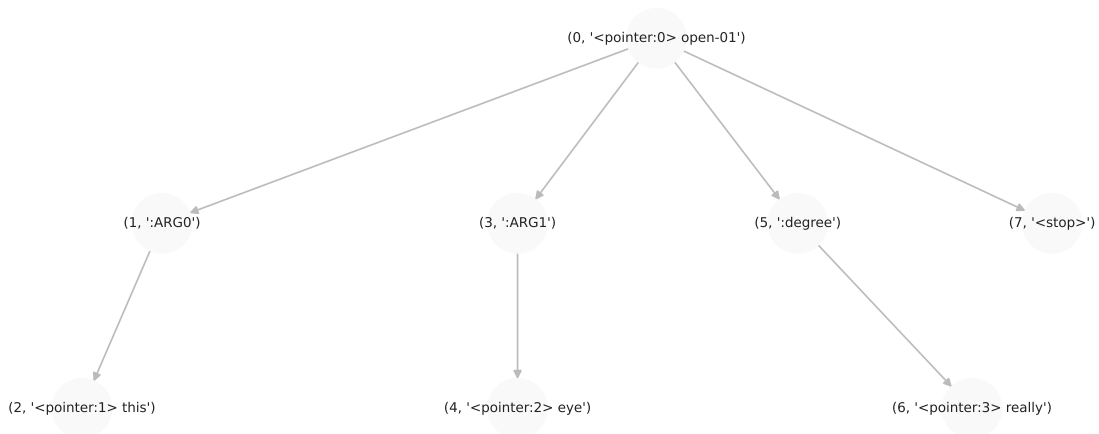 (0, '<pointer:0> open-01')
(1, ':ARG0')
(3, ':ARG1')
(5, ':degree')
(7, '<stop>')
(2, '<pointer:1> this')
(4, '<pointer:2> eye')
(6, '<pointer:3> really')